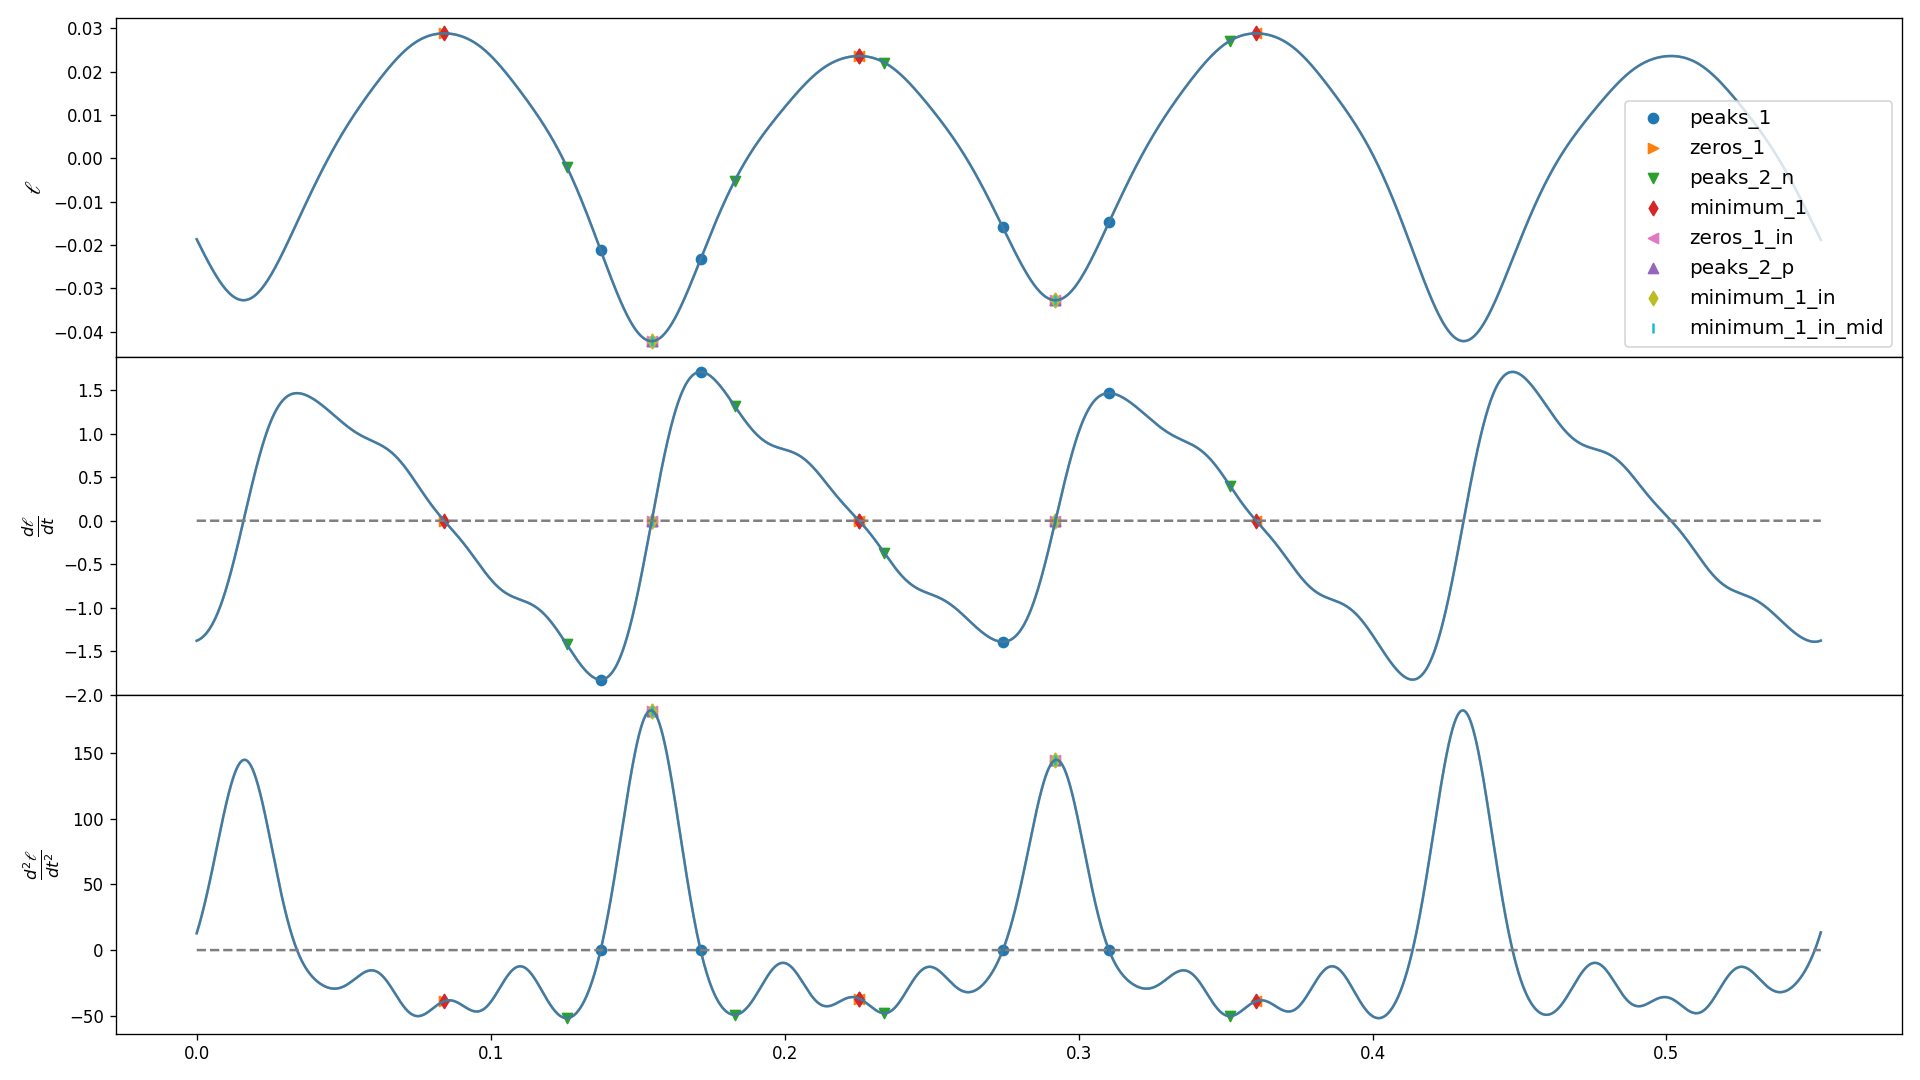 0.03
0.02
0.01
0.00
−0.01
−0.02
−0.03
−0.04
ℓ
peaks_1
zeros_1
peaks_2_n
minimum_1
zeros_1_in
peaks_2_p
minimum_1_in
minimum_1_in_mid
1.5
1.0
0.5
0.0
−0.5
−1.0
−1.5
−2.0
dℓ/dt
150
100
50
0
−50
d²ℓ/dt²
0.0 0.1 0.2 0.3 0.4 0.5